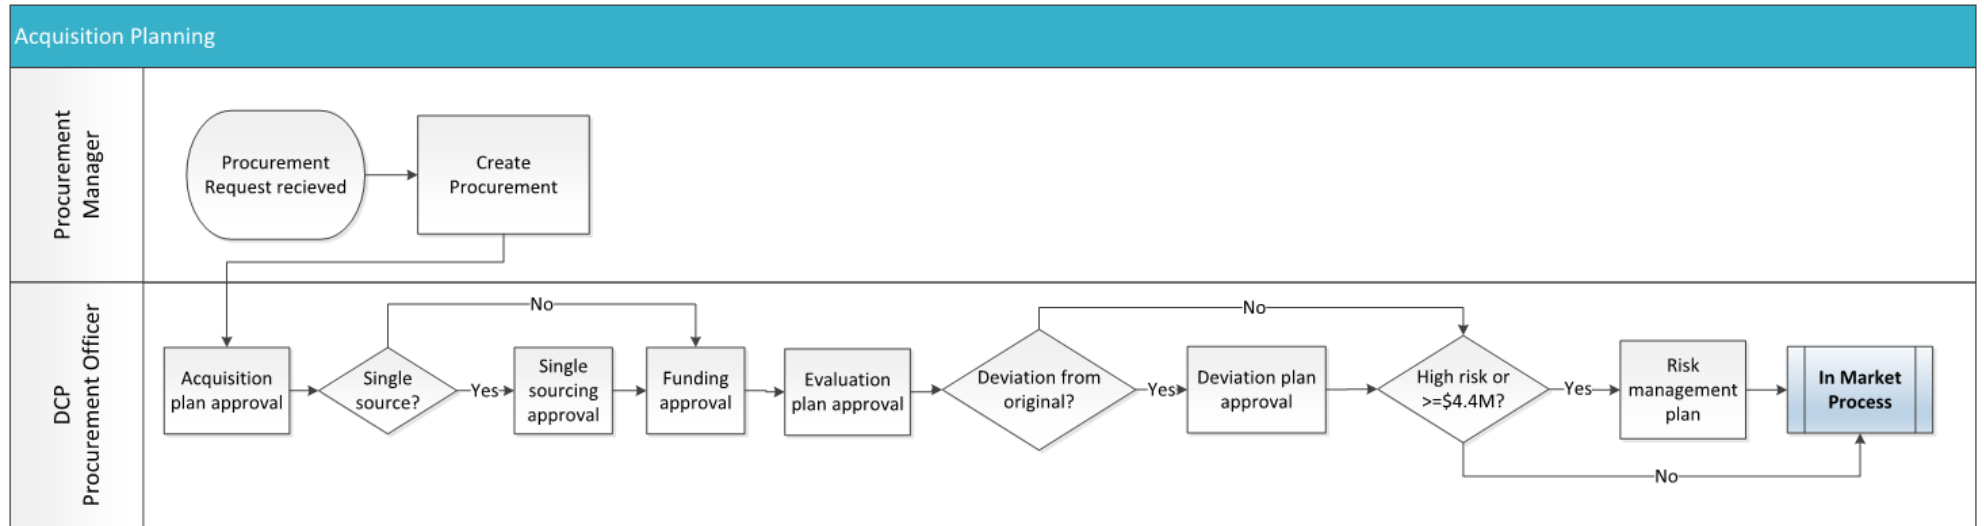 Acquisition Planning
Procurement
Manager
Procurement
Request recieved
Create
Procurement
DCP
Procurement Officer
Acquisition
plan approval
Single
source?
No
Yes
Single
sourcing
approval
Funding
approval
Evaluation
plan approval
Deviation from
original?
No
Yes
Deviation plan
approval
High risk or
>=$4.4M?
Yes
No
Risk
management
plan
In Market
Process